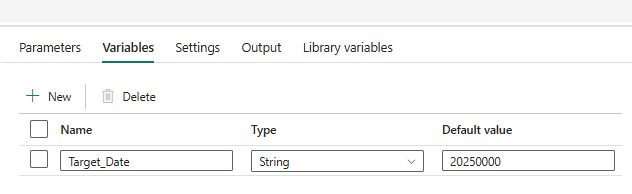 Parameters Variables Settings Output Library variables
New Delete
Name Type Default value
Target_Date String 20250000